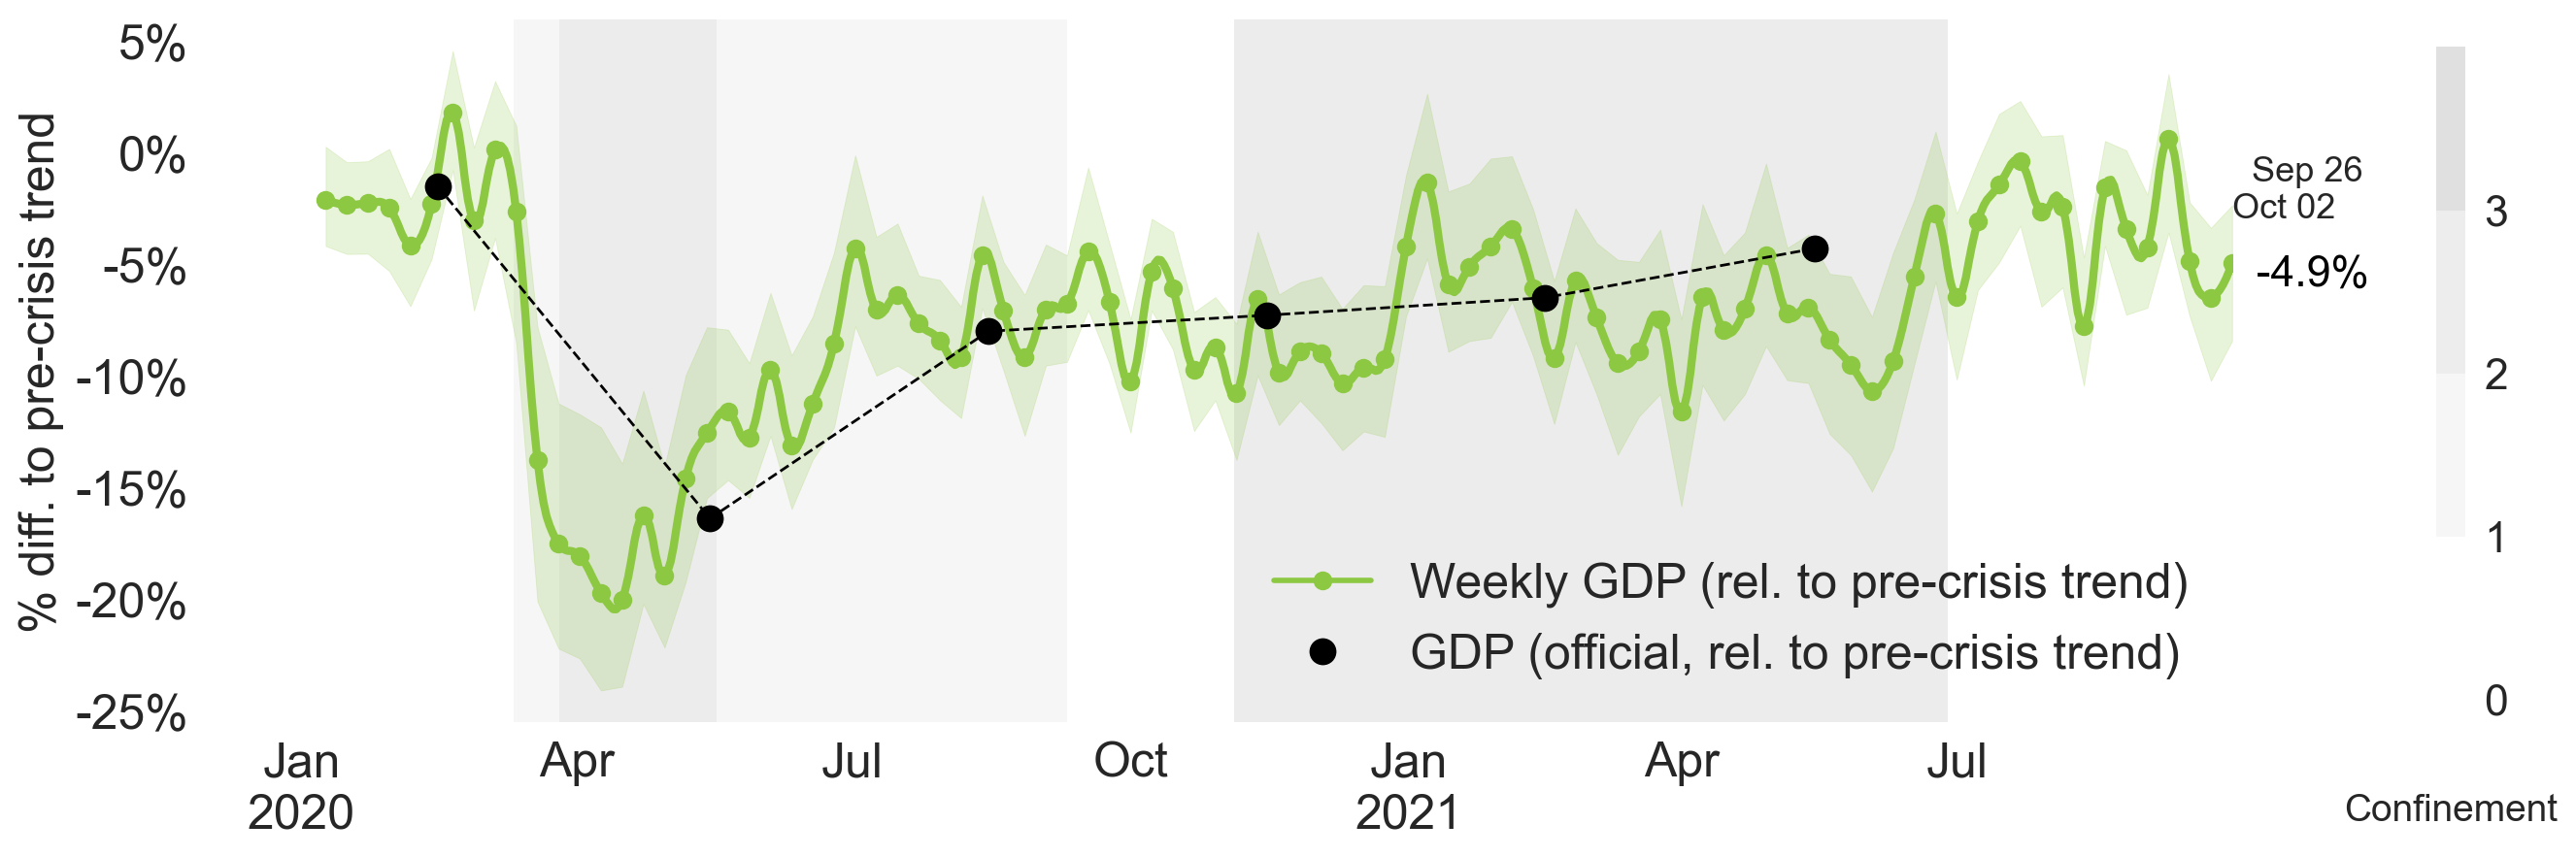 % diff. to pre-crisis trend
5%
0%
-5%
-10%
-15%
-20%
-25%
Jan
2020
Apr
Jul
Oct
Jan
2021
Apr
Jul
Weekly GDP (rel. to pre-crisis trend)
GDP (official, rel. to pre-crisis trend)
Sep 26
Oct 02
-4.9%
3
2
1
0
Confinement